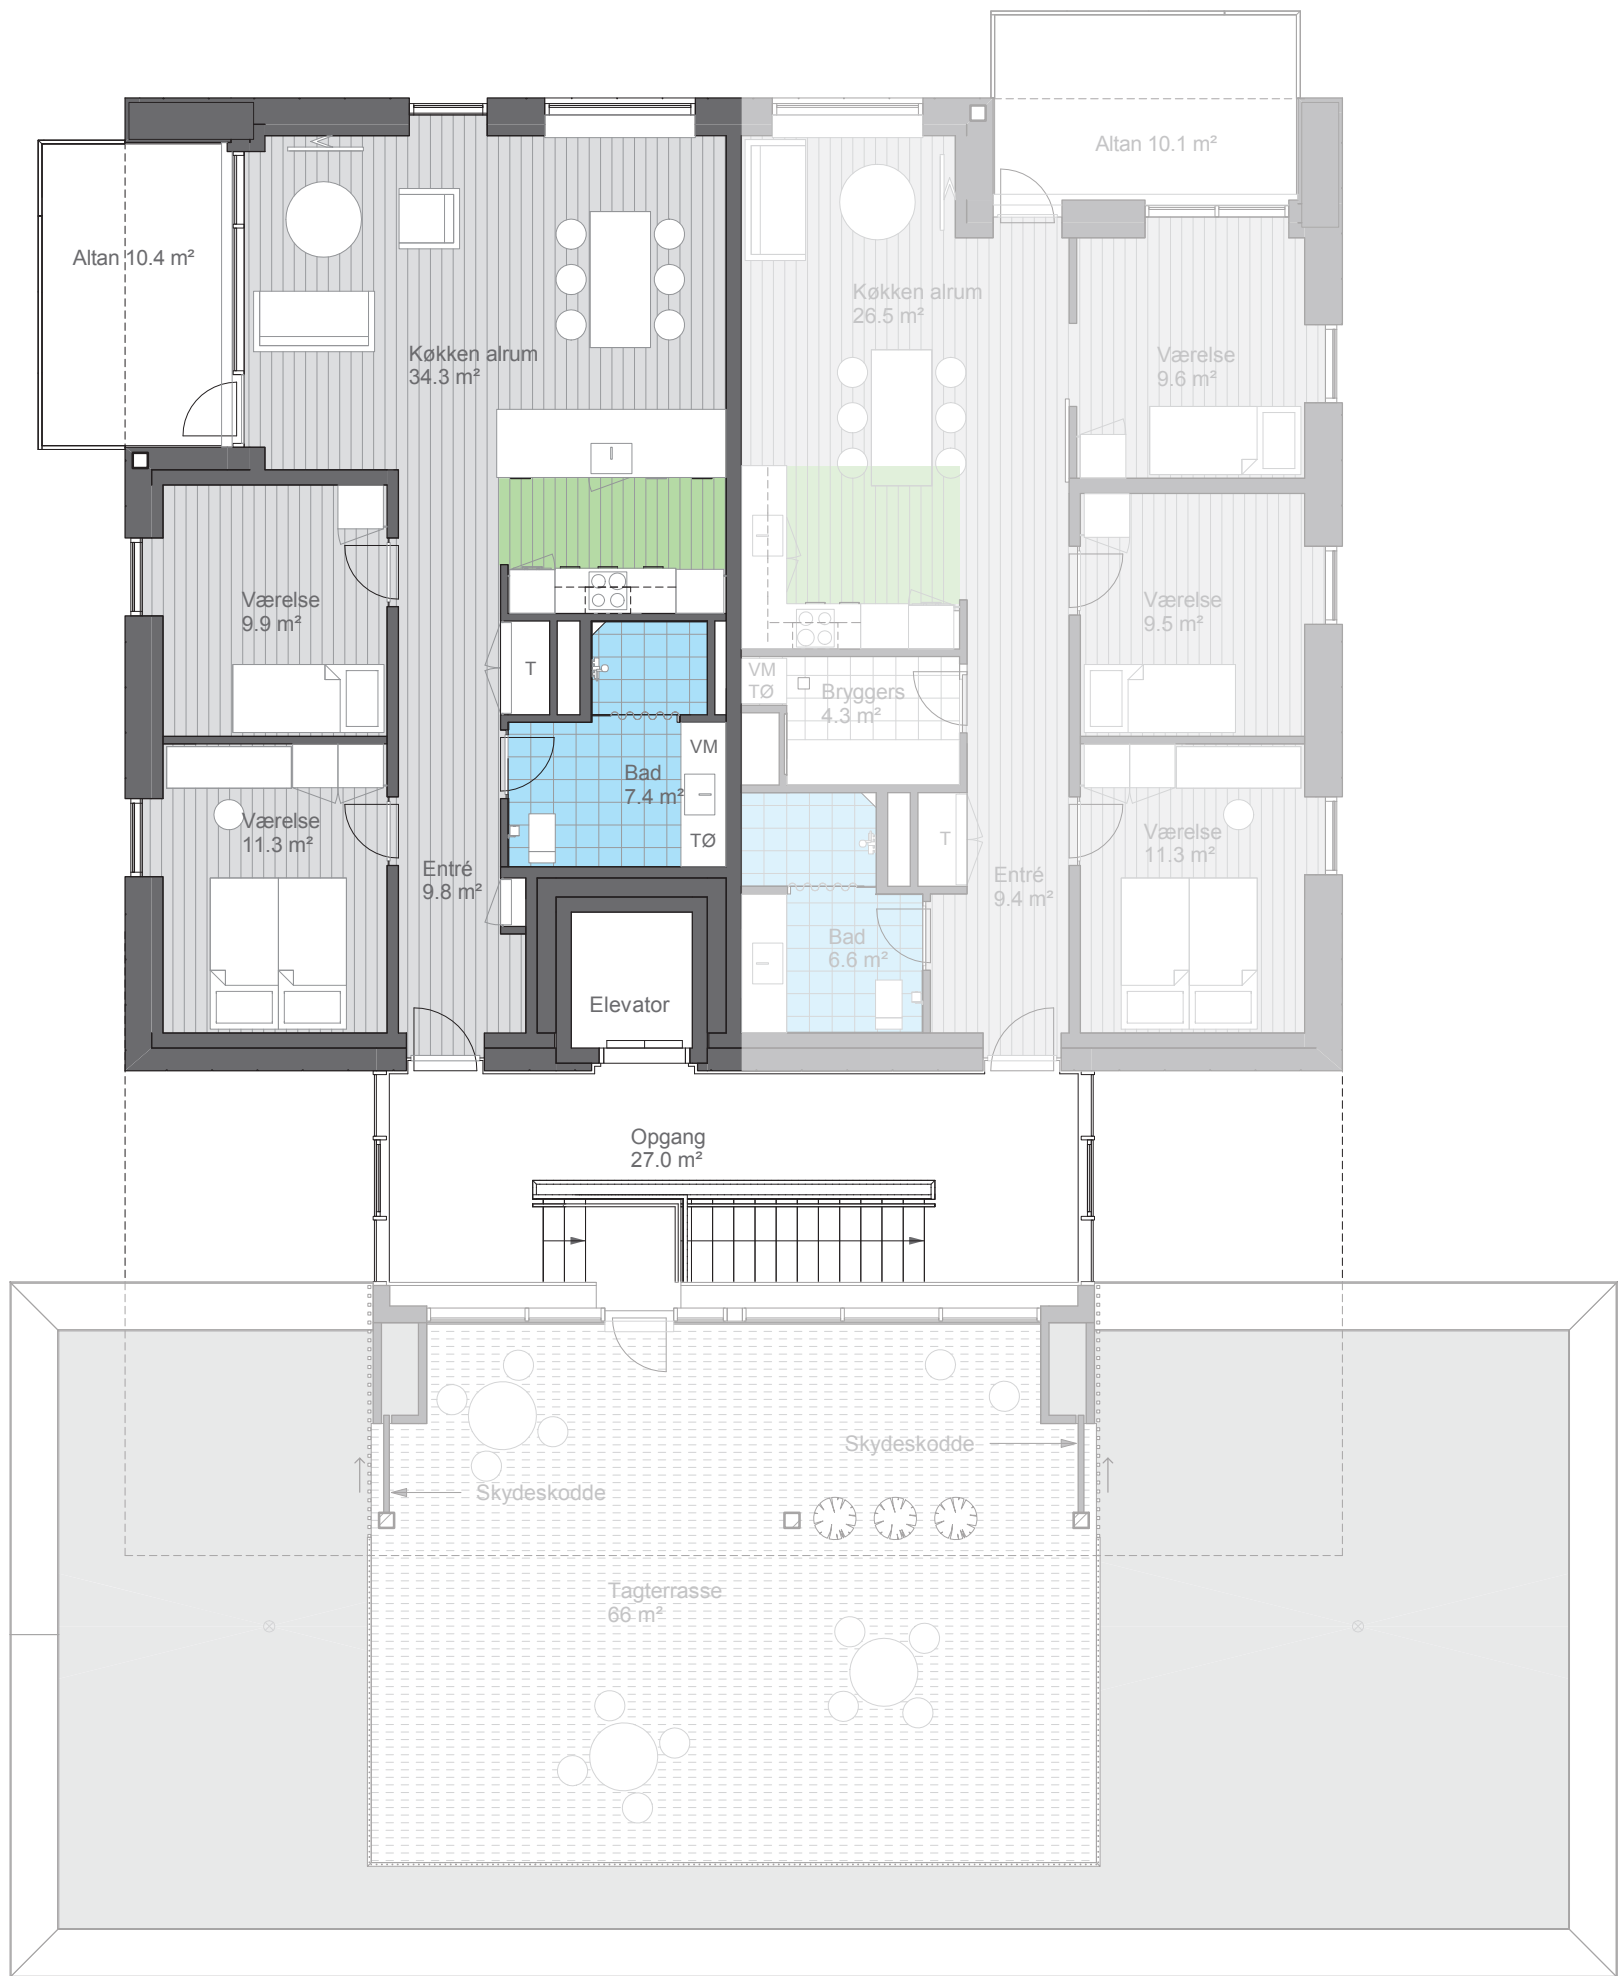 Altan 10.1 m²
Altan 10.4 m²
Køkken alrum
34.3 m²
Køkken alrum
26.5 m²
Værelse
9.6 m²
Værelse
9.9 m²
Værelse
9.5 m²
T
VM
TØ
Bryggers
4.3 m²
VM
Bad
7.4 m²
TØ
Værelse
11.3 m²
T
Værelse
11.3 m²
Entré
9.8 m²
Entré
9.4 m²
Bad
6.6 m²
Elevator
Opgang
27.0 m²
Skydeskodde
Skydeskodde
Tagterrasse
66 m²